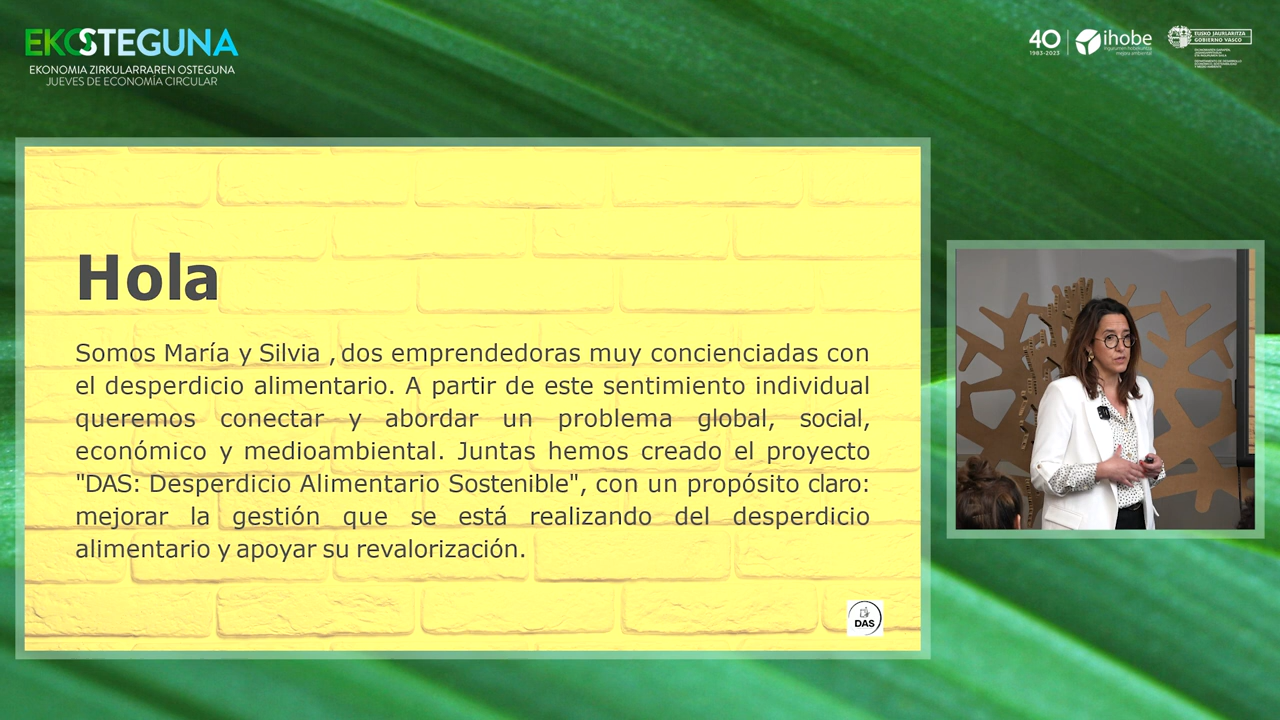 EKOSTEGUNA
EKONOMIA ZIRKULARRAREN OSTEGUNA
JUEVES DE ECONOMÍA CIRCULAR
40
1983-2023
ihobe
EUSKO JAURLARITZA
GOBIERNO VASCO
Hola
Somos María y Silvia , dos emprendedoras muy concienciadas con
el desperdicio alimentario. A partir de este sentimiento individual
queremos conectar y abordar un problema global, social,
económico y medioambiental. Juntas hemos creado el proyecto
"DAS: Desperdicio Alimentario Sostenible", con un propósito claro:
mejorar la gestión que se está realizando del desperdicio
alimentario y apoyar su revalorización.
DAS